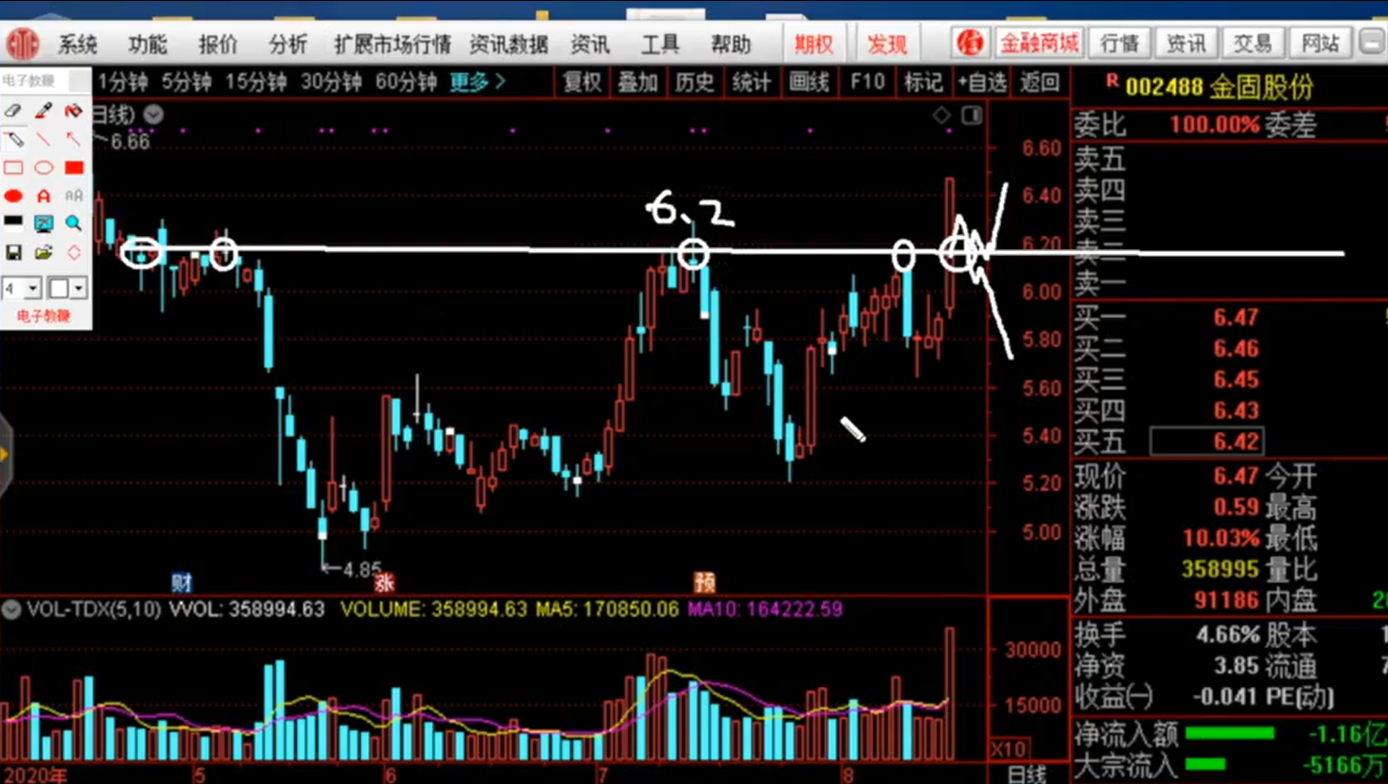 系统 功能 报价 分析 扩展市场行情 资讯数据 资讯 工具 帮助 期权 发现 信 金融商城 行情 资讯 交易 网站
电子教鞭
1分钟 5分钟 15分钟 30分钟 60分钟 更多 复权 叠加 历史 统计 画线 F10 标记 +自选 返回
R 002488 金固股份
日线)
6.66
6.2
6.60
6.40
6.20
6.00
5.80
5.60
5.40
5.20
5.00
4
电子教鞭
4.85
财 涨 预
委比 100.00% 委差
卖五
卖四
卖三
卖二
卖一
买一 6.47
买二 6.46
买三 6.45
买四 6.43
买五 6.42
现价 6.47 今开
涨跌 0.59 最高
涨幅 10.03% 最低
总量 358995 量比
外盘 91186 内盘
换手 4.66% 股本
净资 3.85 流通
收益(一) -0.041 PE(动)
净流入额 -1.16亿
大宗流入 -5166万
VOL-TDX(5,10) VVOL: 358994.63 VOLUME: 358994.63 MA5: 170850.06 MA10: 164222.59
30000
15000
X10
2020年 5 6 7 8 日线